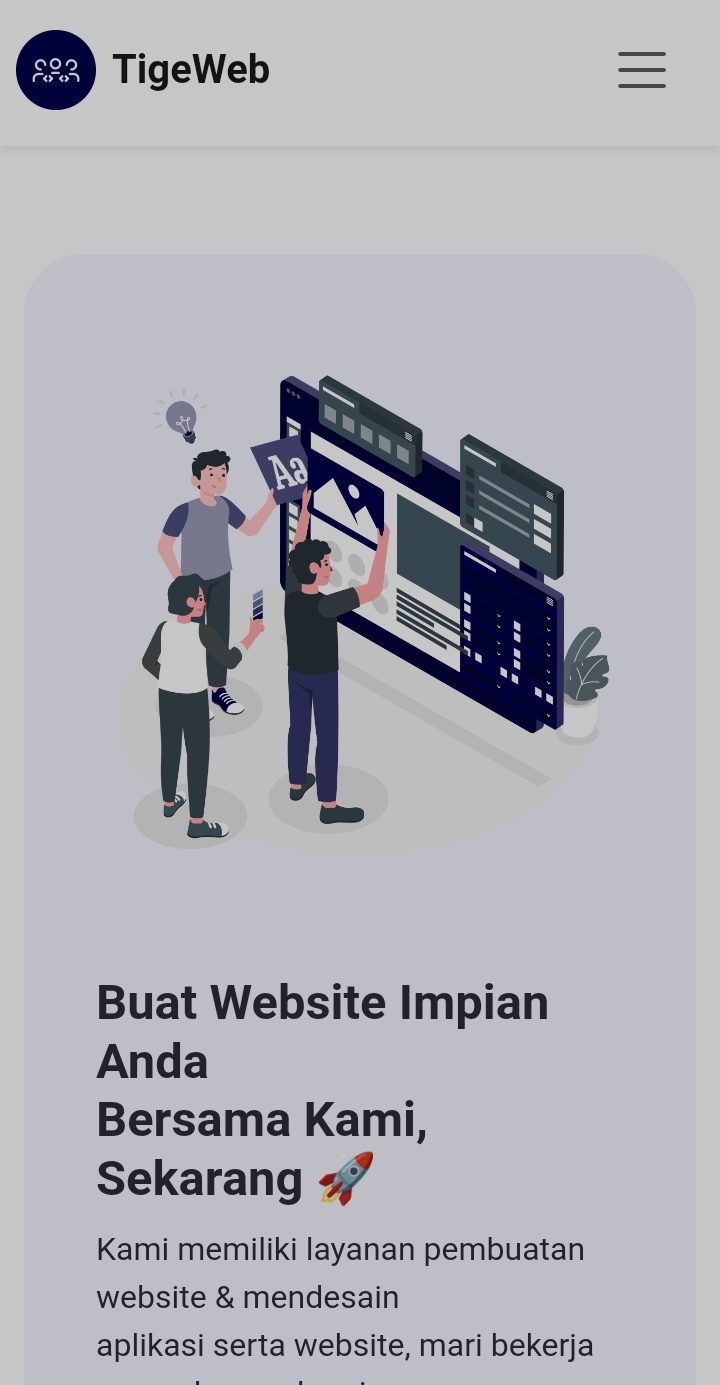 TigeWeb
Aa
Buat Website Impian
Anda
Bersama Kami,
Sekarang 🚀
Kami memiliki layanan pembuatan
website & mendesain
aplikasi serta website, mari bekerja